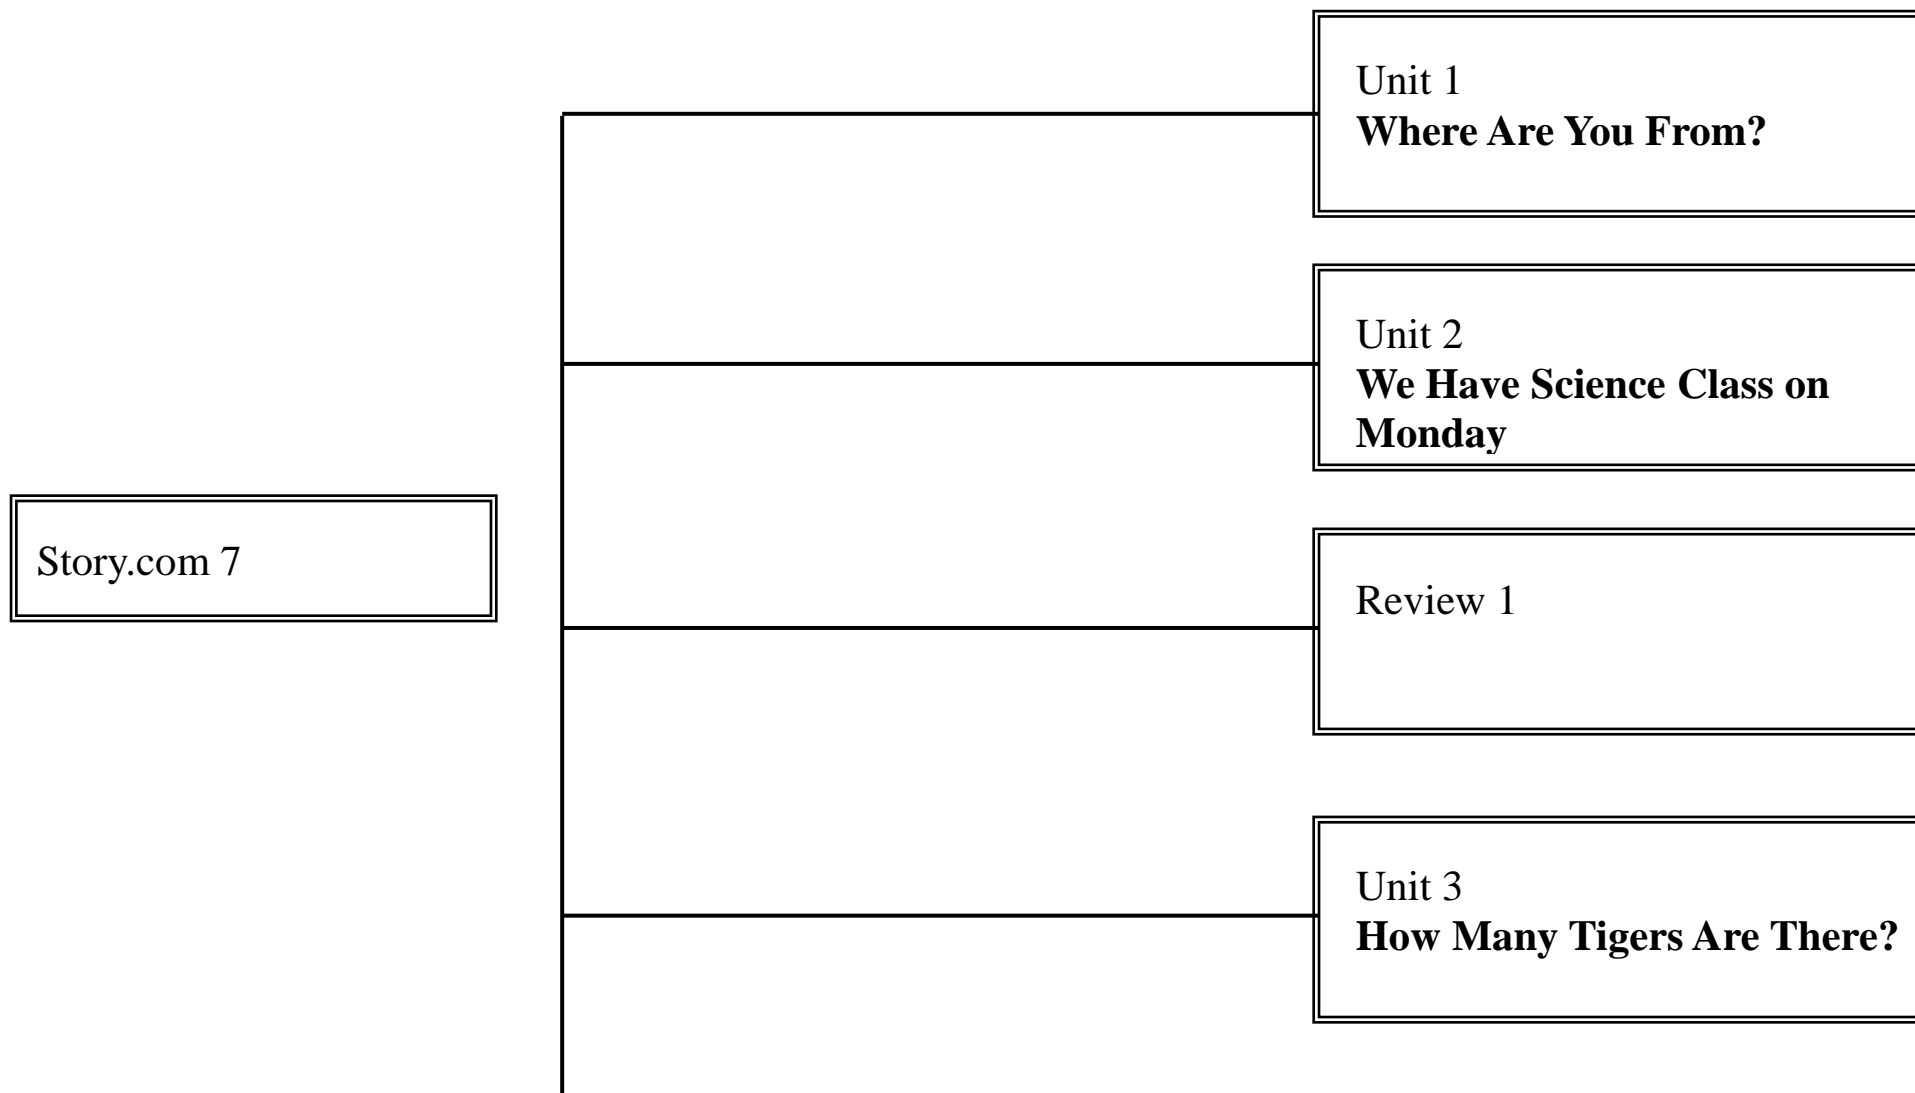 Unit 1
Where Are You From?
Unit 2
We Have Science Class on
Monday
Story.com 7
Review 1
Unit 3
How Many Tigers Are There?